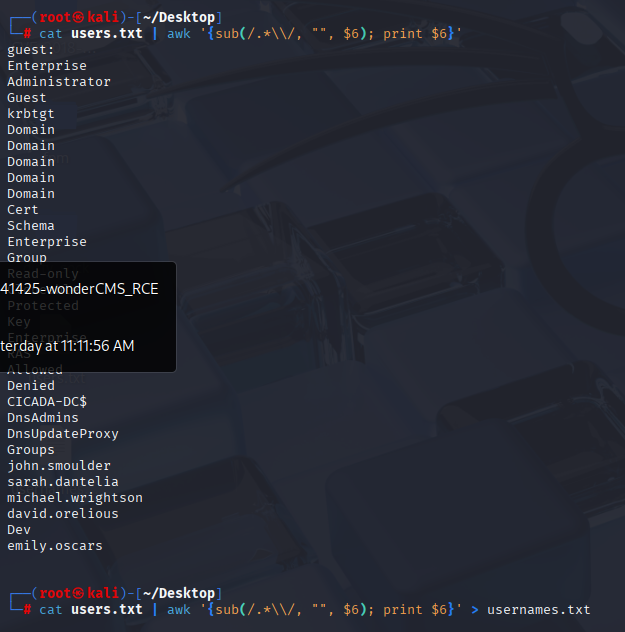 ┌──(root㉿kali)-[~/Desktop]
└─# cat users.txt | awk '{sub(/.*\\/, "", $6); print $6}'
guest:
Enterprise
Administrator
Guest
krbtgt
Domain
Domain
Domain
Domain
Domain
Cert
Schema
Enterprise
Group
Read-only
41425-wonderCMS_RCE
Protected
Key
Enterprise
RAS
terday at 11:11:56 AM
Allowed
Denied
CICADA-DC$
DnsAdmins
DnsUpdateProxy
Groups
john.smoulder
sarah.dantelia
michael.wrightson
david.orelious
Dev
emily.oscars
┌──(root㉿kali)-[~/Desktop]
└─# cat users.txt | awk '{sub(/.*\\/, "", $6); print $6}' > usernames.txt